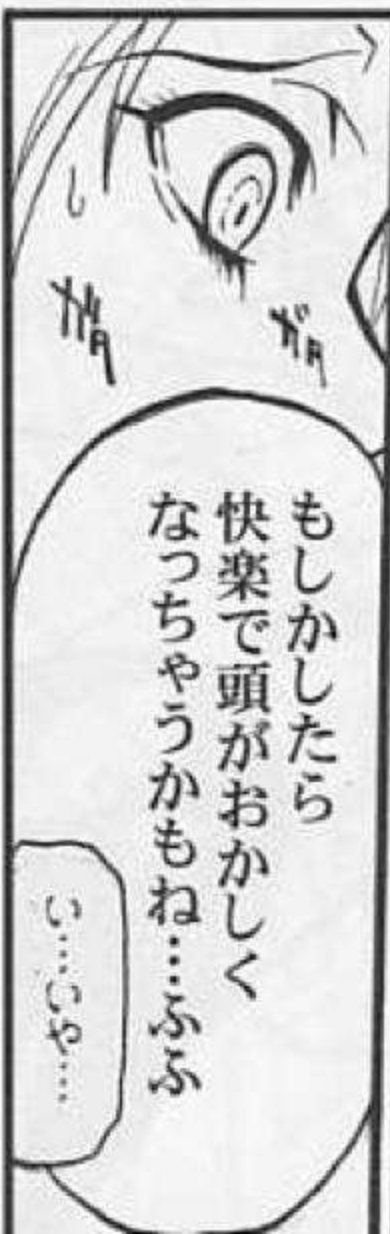 ガタ
ガタ
もしかしたら
快楽で頭がおかしく
なっちゃうかもね…ふふ
い…いや…